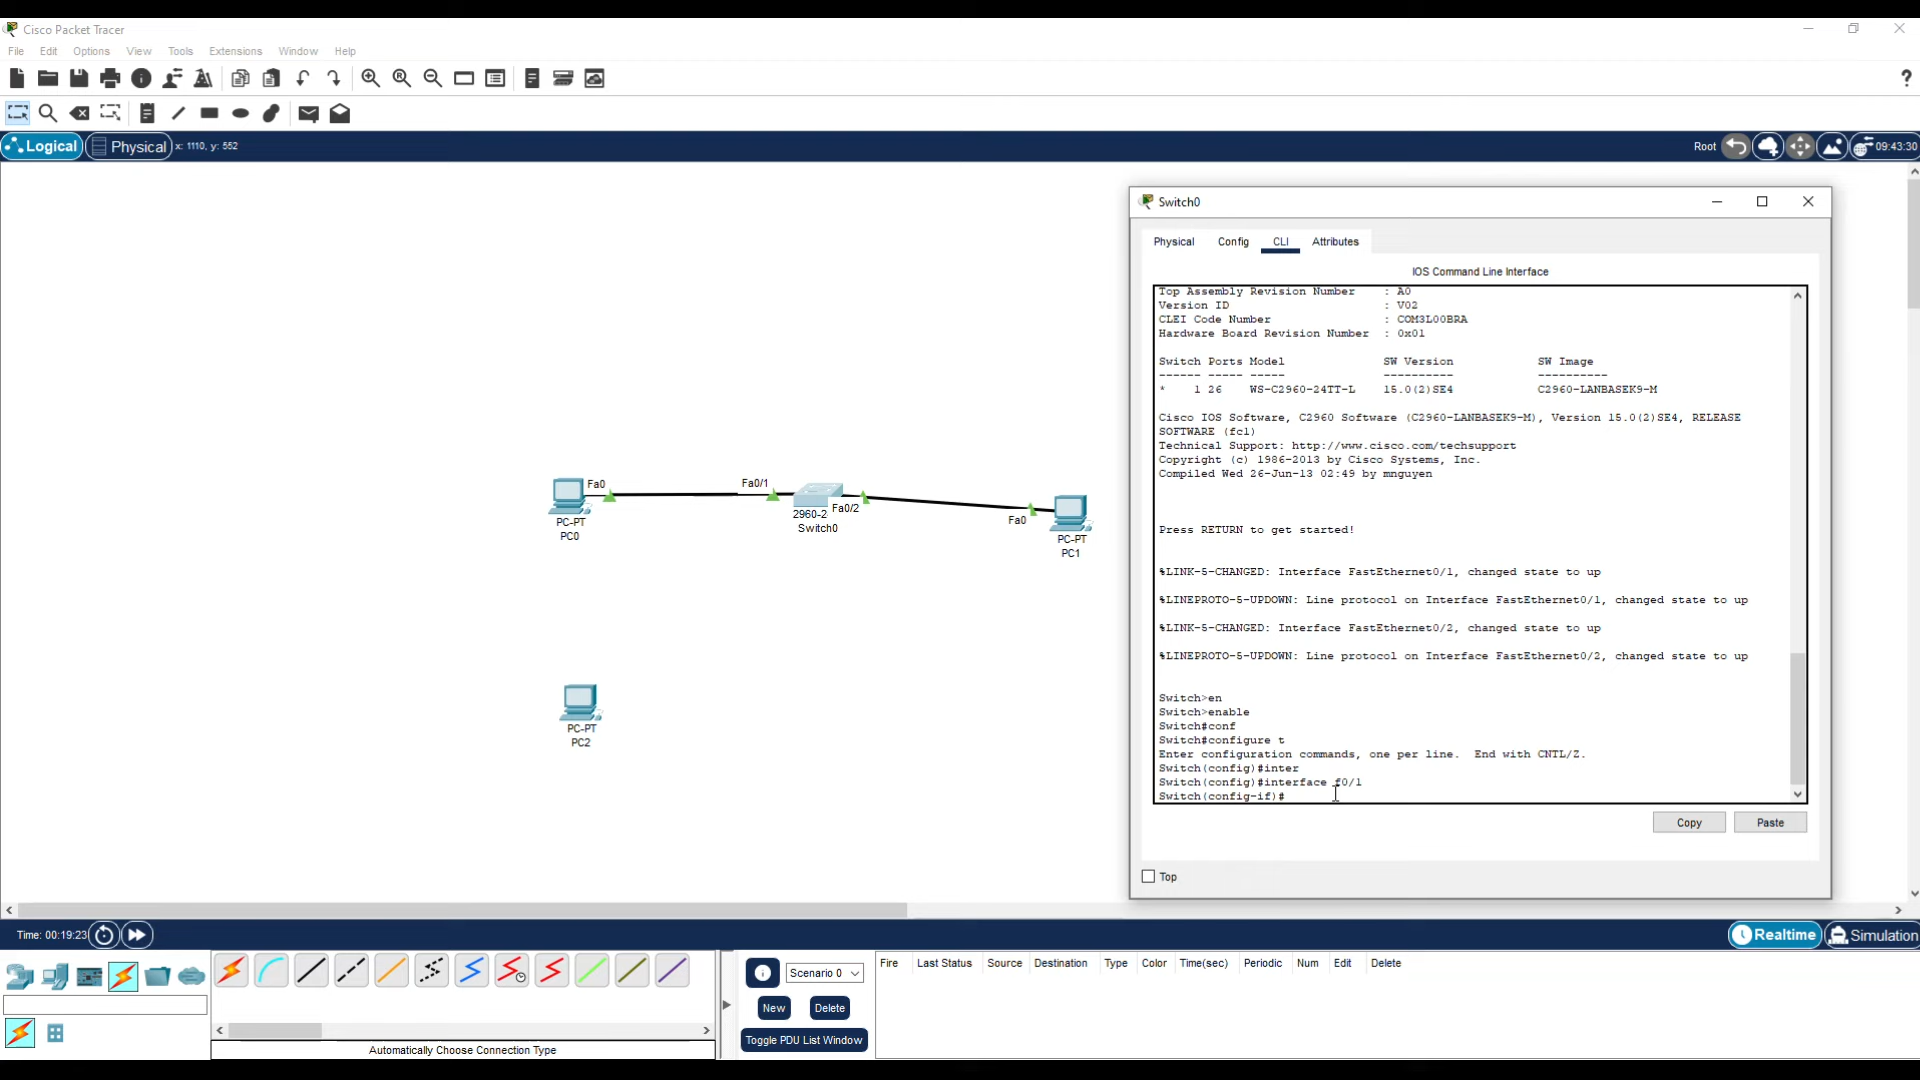 Cisco Packet Tracer
File Edit Options View Tools Extensions Window Help
Logical Physical x: 1110, y: 552 Root 09:43:30
Fa0 Fa0/1
2960-2 Fa0/2
Switch0
PC-PT
PC0
Fa0
PC-PT
PC1
PC-PT
PC2
Switch0
Physical Config CLI Attributes
IOS Command Line Interface
Top Assembly Revision Number : A0
Version ID : V02
CLEI Code Number : COM3L00BRA
Hardware Board Revision Number : 0x01
Switch Ports Model SW Version SW Image
------ ----- ----- ---------- ----------
* 1 26 WS-C2960-24TT-L 15.0(2)SE4 C2960-LANBASEK9-M
Cisco IOS Software, C2960 Software (C2960-LANBASEK9-M), Version 15.0(2)SE4, RELEASE
SOFTWARE (fc1)
Technical Support: http://www.cisco.com/techsupport
Copyright (c) 1986-2013 by Cisco Systems, Inc.
Compiled Wed 26-Jun-13 02:49 by mnguyen
Press RETURN to get started!
%LINK-5-CHANGED: Interface FastEthernet0/1, changed state to up
%LINEPROTO-5-UPDOWN: Line protocol on Interface FastEthernet0/1, changed state to up
%LINK-5-CHANGED: Interface FastEthernet0/2, changed state to up
%LINEPROTO-5-UPDOWN: Line protocol on Interface FastEthernet0/2, changed state to up
Switch>en
Switch>enable
Switch#conf
Switch#configure t
Enter configuration commands, one per line. End with CNTL/Z.
Switch(config)#inter
Switch(config)#interface f0/1
Switch(config-if)#
Copy Paste
Top
Time: 00:19:23 Realtime Simulation
Scenario 0
New Delete
Toggle PDU List Window
Fire Last Status Source Destination Type Color Time(sec) Periodic Num Edit Delete
Automatically Choose Connection Type